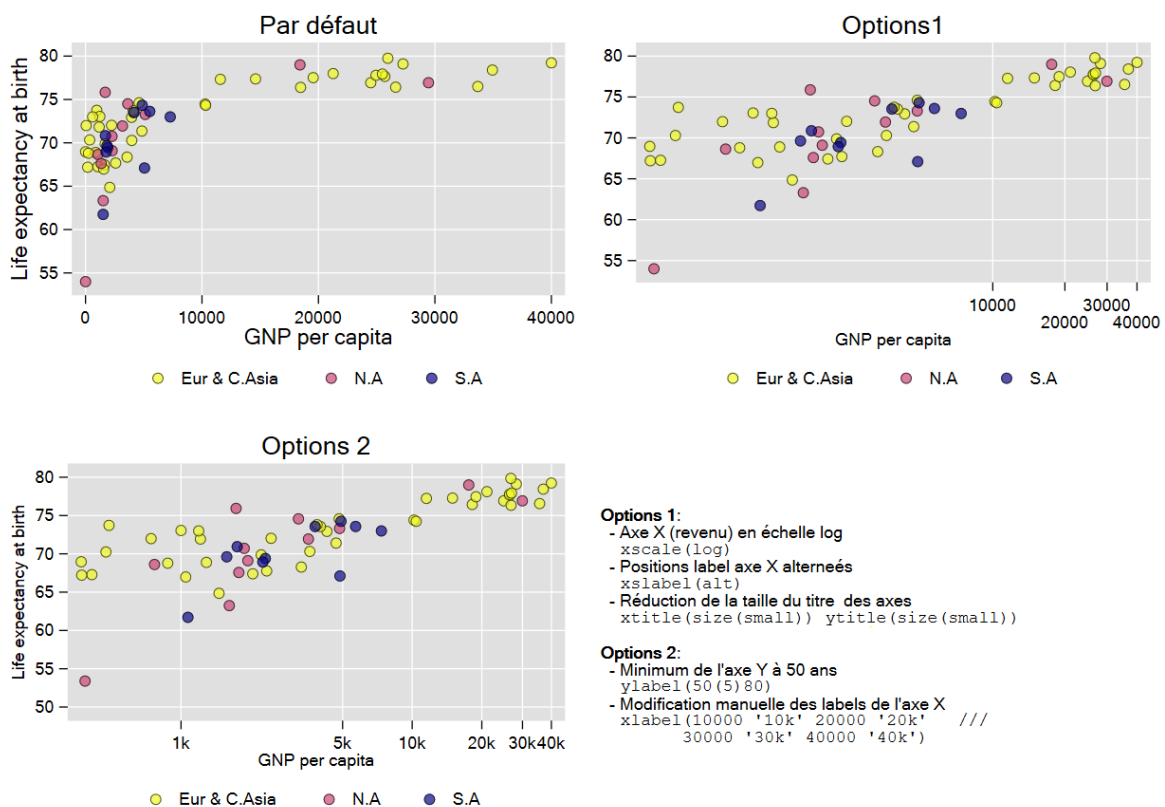 Par défaut
Life expectancy at birth
80
75
70
65
60
55
0 10000 20000 30000 40000
GNP per capita
Eur & C.Asia N.A S.A
Options1
80
75
70
65
60
55
10000 30000
20000 40000
GNP per capita
Eur & C.Asia N.A S.A
Options 2
Life expectancy at birth
80
75
70
65
60
55
50
1k 5k 10k 20k 30k 40k
GNP per capita
Eur & C.Asia N.A S.A
Options 1:
- Axe X (revenu) en échelle log
xscale(log)
- Positions label axe X alterneés
xslabel(alt)
- Réduction de la taille du titre des axes
xtitle(size(small)) ytitle(size(small))
Options 2:
- Minimum de l'axe Y à 50 ans
ylabel(50(5)80)
- Modification manuelle des labels de l'axe X
xlabel(10000 '10k' 20000 '20k' ///
30000 '30k' 40000 '40k')